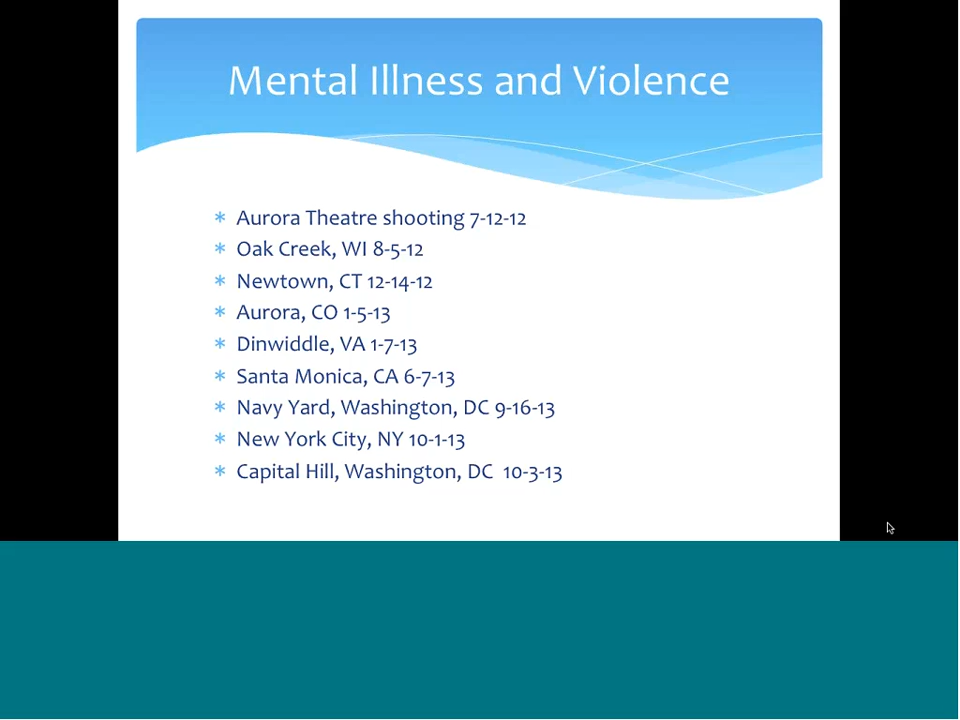 Mental Illness and Violence
* Aurora Theatre shooting 7-12-12
* Oak Creek, WI 8-5-12
* Newtown, CT 12-14-12
* Aurora, CO 1-5-13
* Dinwiddle, VA 1-7-13
* Santa Monica, CA 6-7-13
* Navy Yard, Washington, DC 9-16-13
* New York City, NY 10-1-13
* Capital Hill, Washington, DC  10-3-13